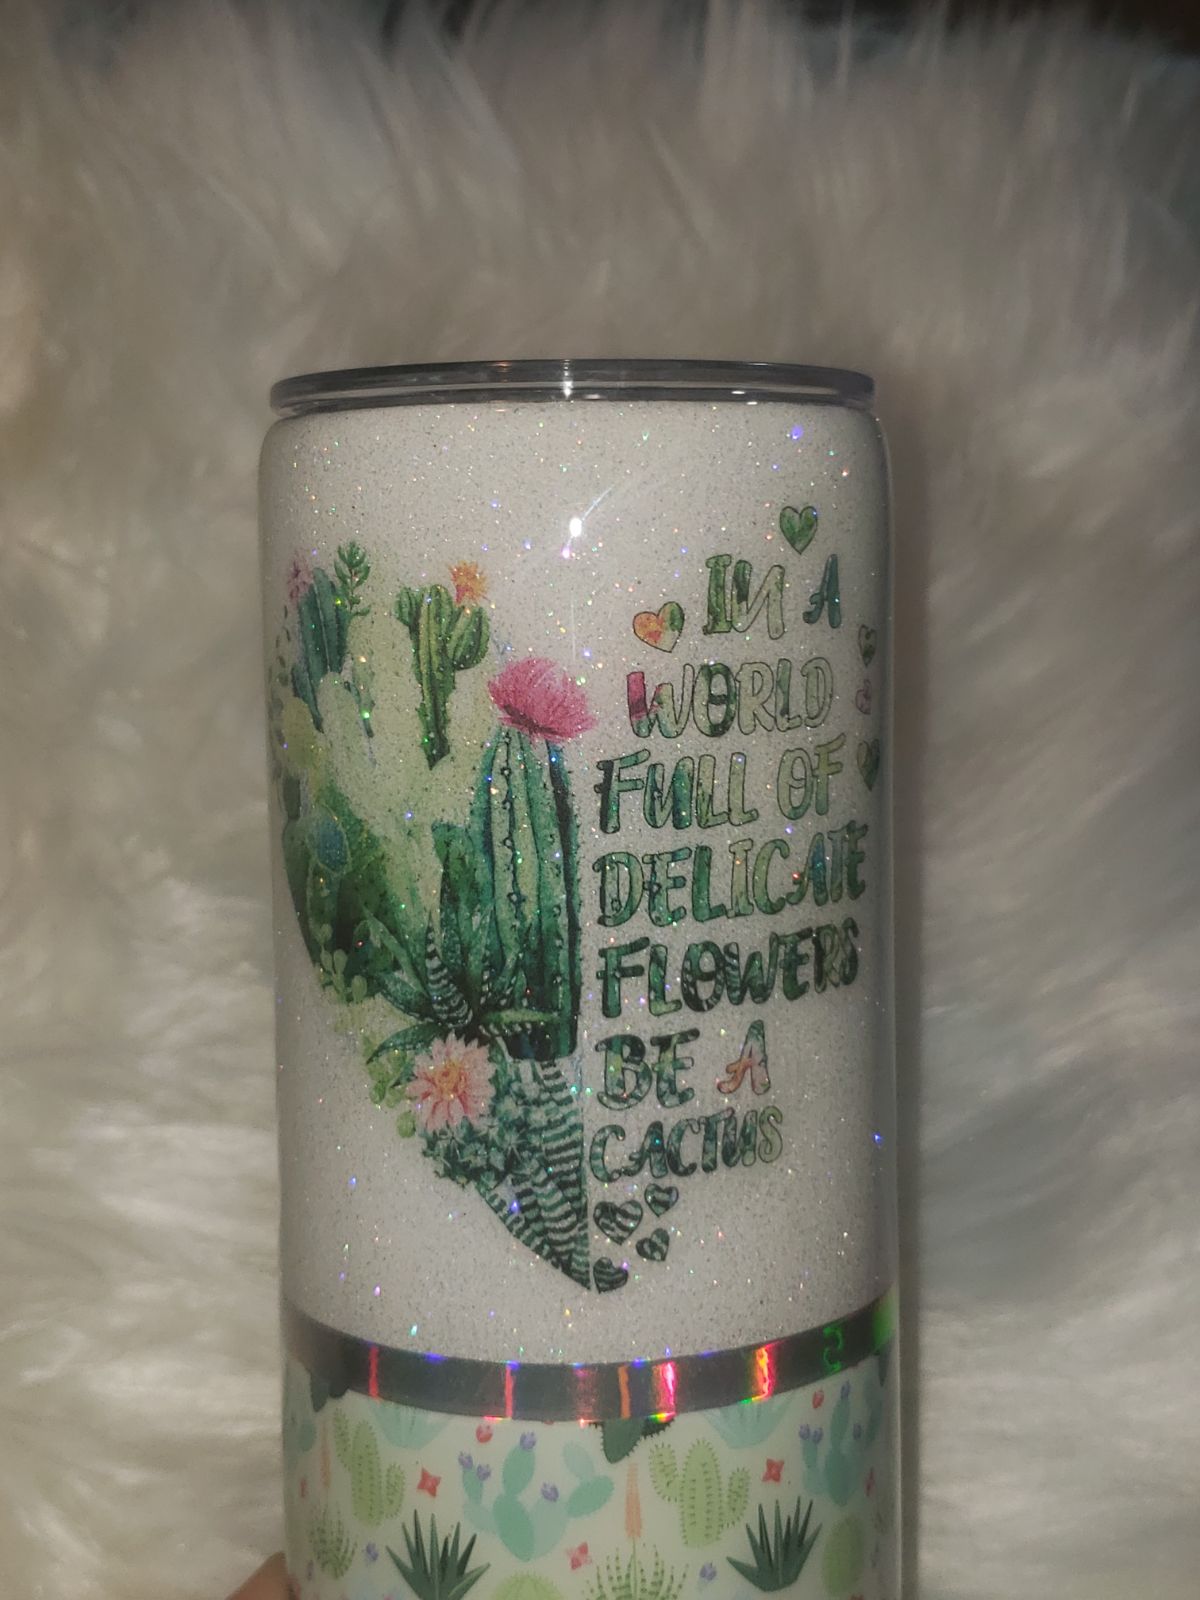 IN A
WORLD
FULL OF
DELICATE
FLOWERS
BE A
CACTUS